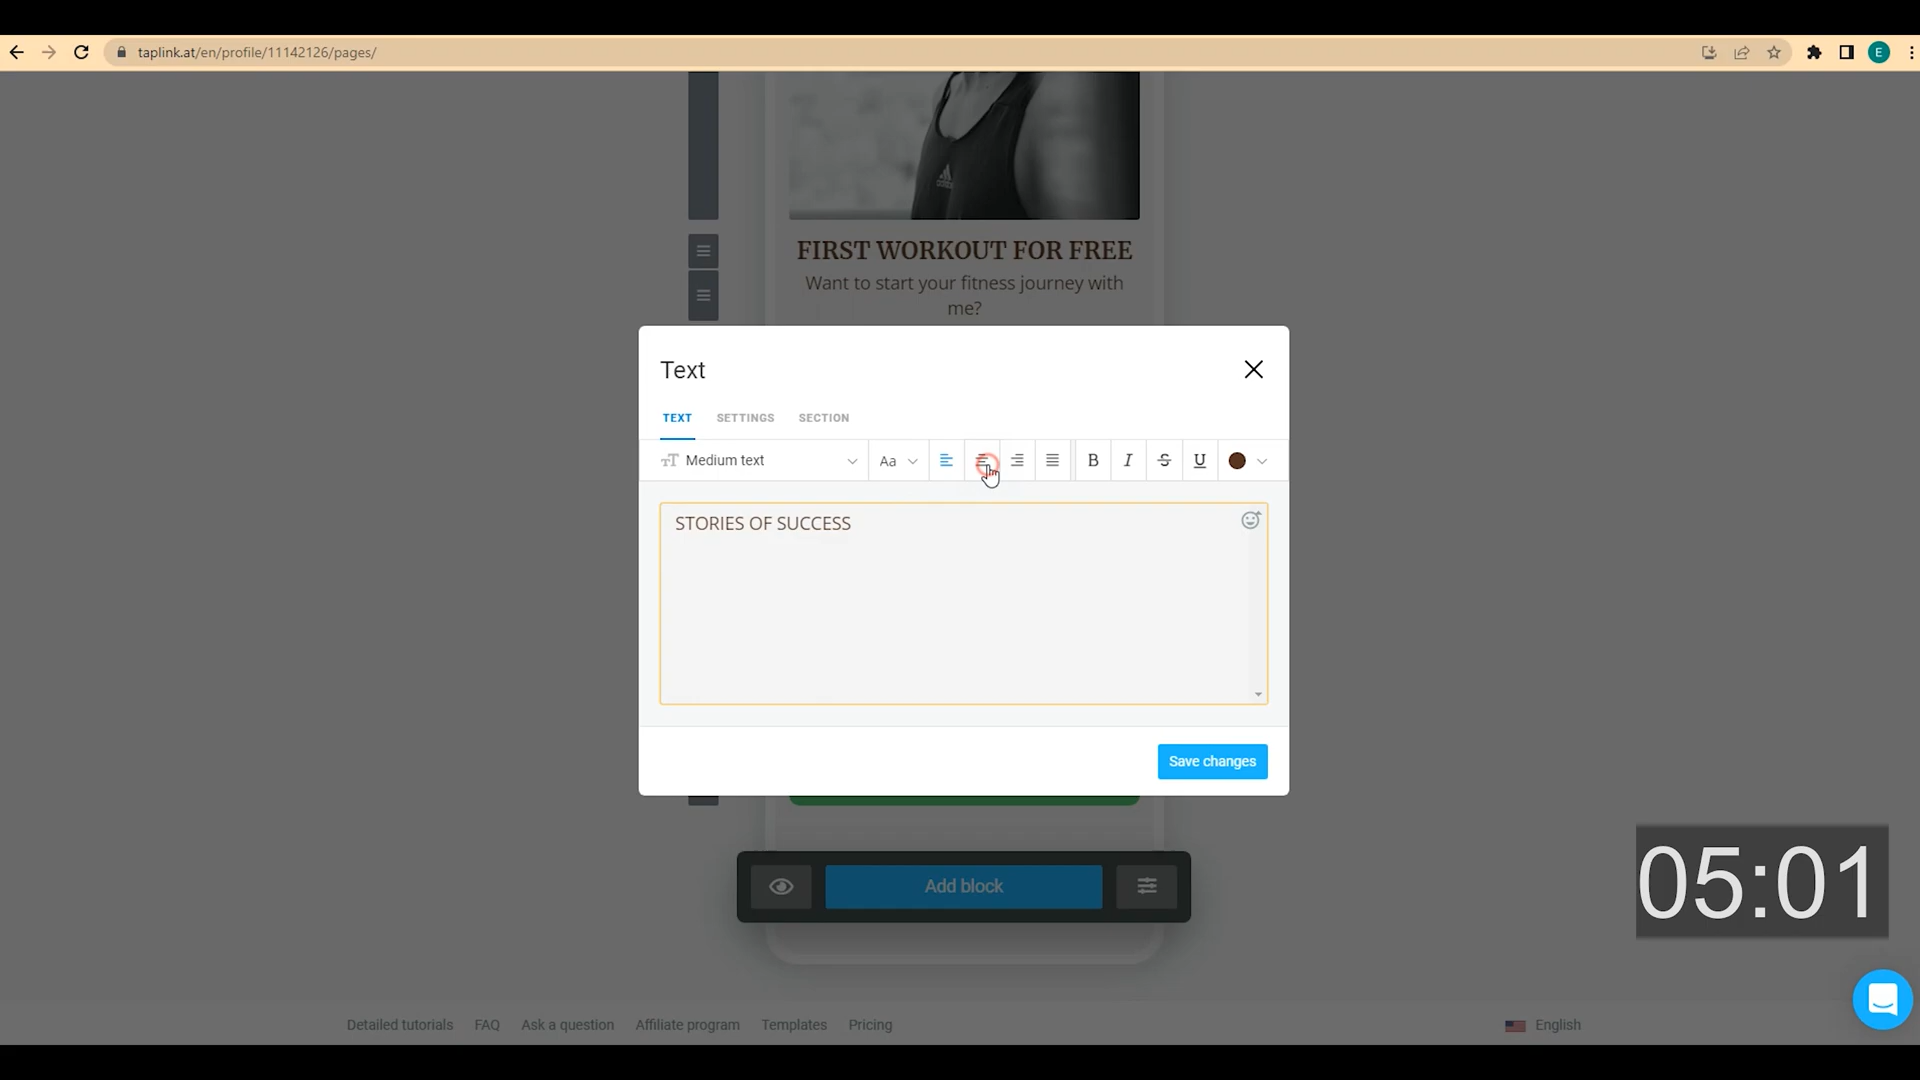 taplink.at/en/profile/11142126/pages/
E
adidas
FIRST WORKOUT FOR FREE
Want to start your fitness journey with
me?
Text
TEXT SETTINGS SECTION
TT Medium text Aa B I S U
STORIES OF SUCCESS
Save changes
Add block
05:01
Detailed tutorials FAQ Ask a question Affiliate program Templates Pricing English